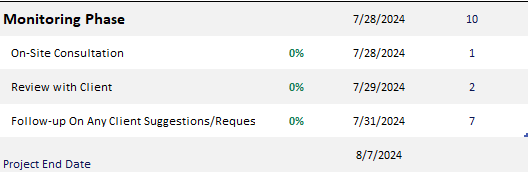 Monitoring Phase 7/28/2024 10
On-Site Consultation 0% 7/28/2024 1
Review with Client 0% 7/29/2024 2
Follow-up On Any Client Suggestions/Reques 0% 7/31/2024 7
Project End Date 8/7/2024